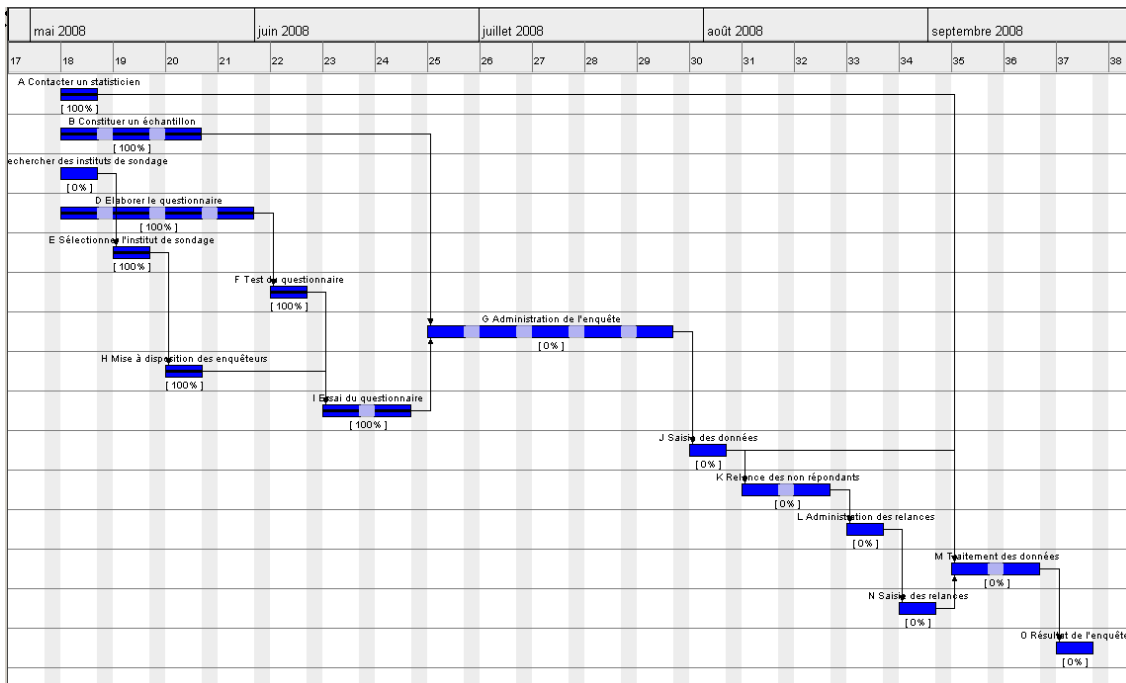 mai 2008 juin 2008 juillet 2008 août 2008 septembre 2008
17 18 19 20 21 22 23 24 25 26 27 28 29 30 31 32 33 34 35 36 37 38
A Contacter un statisticien
[100%]
B Constituer un échantillon
[100%]
echercher des instituts de sondage
[0%]
D Elaborer le questionnaire
[100%]
E Sélectionner l'institut de sondage
[100%]
F Test du questionnaire
[100%]
G Administration de l'enquête
[0%]
H Mise à disposition des enquêteurs
[100%]
I Essai du questionnaire
[100%]
J Saisie des données
[0%]
K Relance des non répondants
[0%]
L Administration des relances
[0%]
M Traitement des données
[0%]
N Saisie des relances
[0%]
O Résultat de l'enquête
[0%]